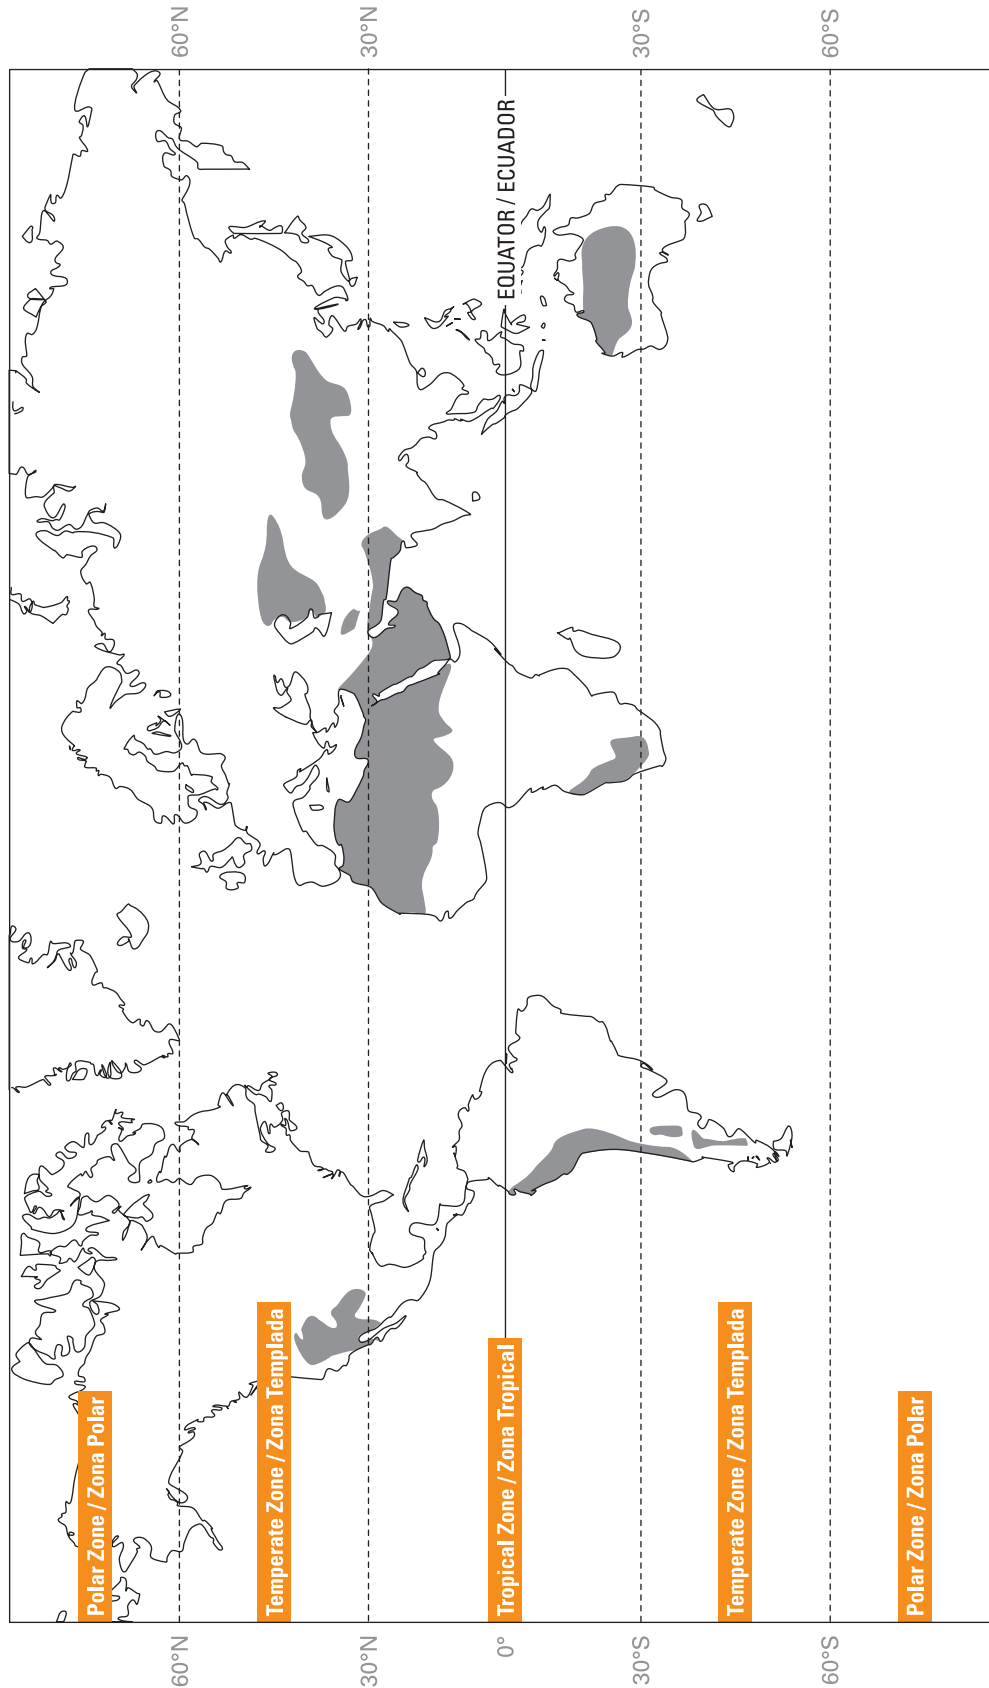 60°N
30°N
30°S
60°S
EQUATOR / ECUADOR
Polar Zone / Zona Polar
Temperate Zone / Zona Templada
Tropical Zone / Zona Tropical
Temperate Zone / Zona Templada
Polar Zone / Zona Polar
60°N
30°N
0°
30°S
60°S